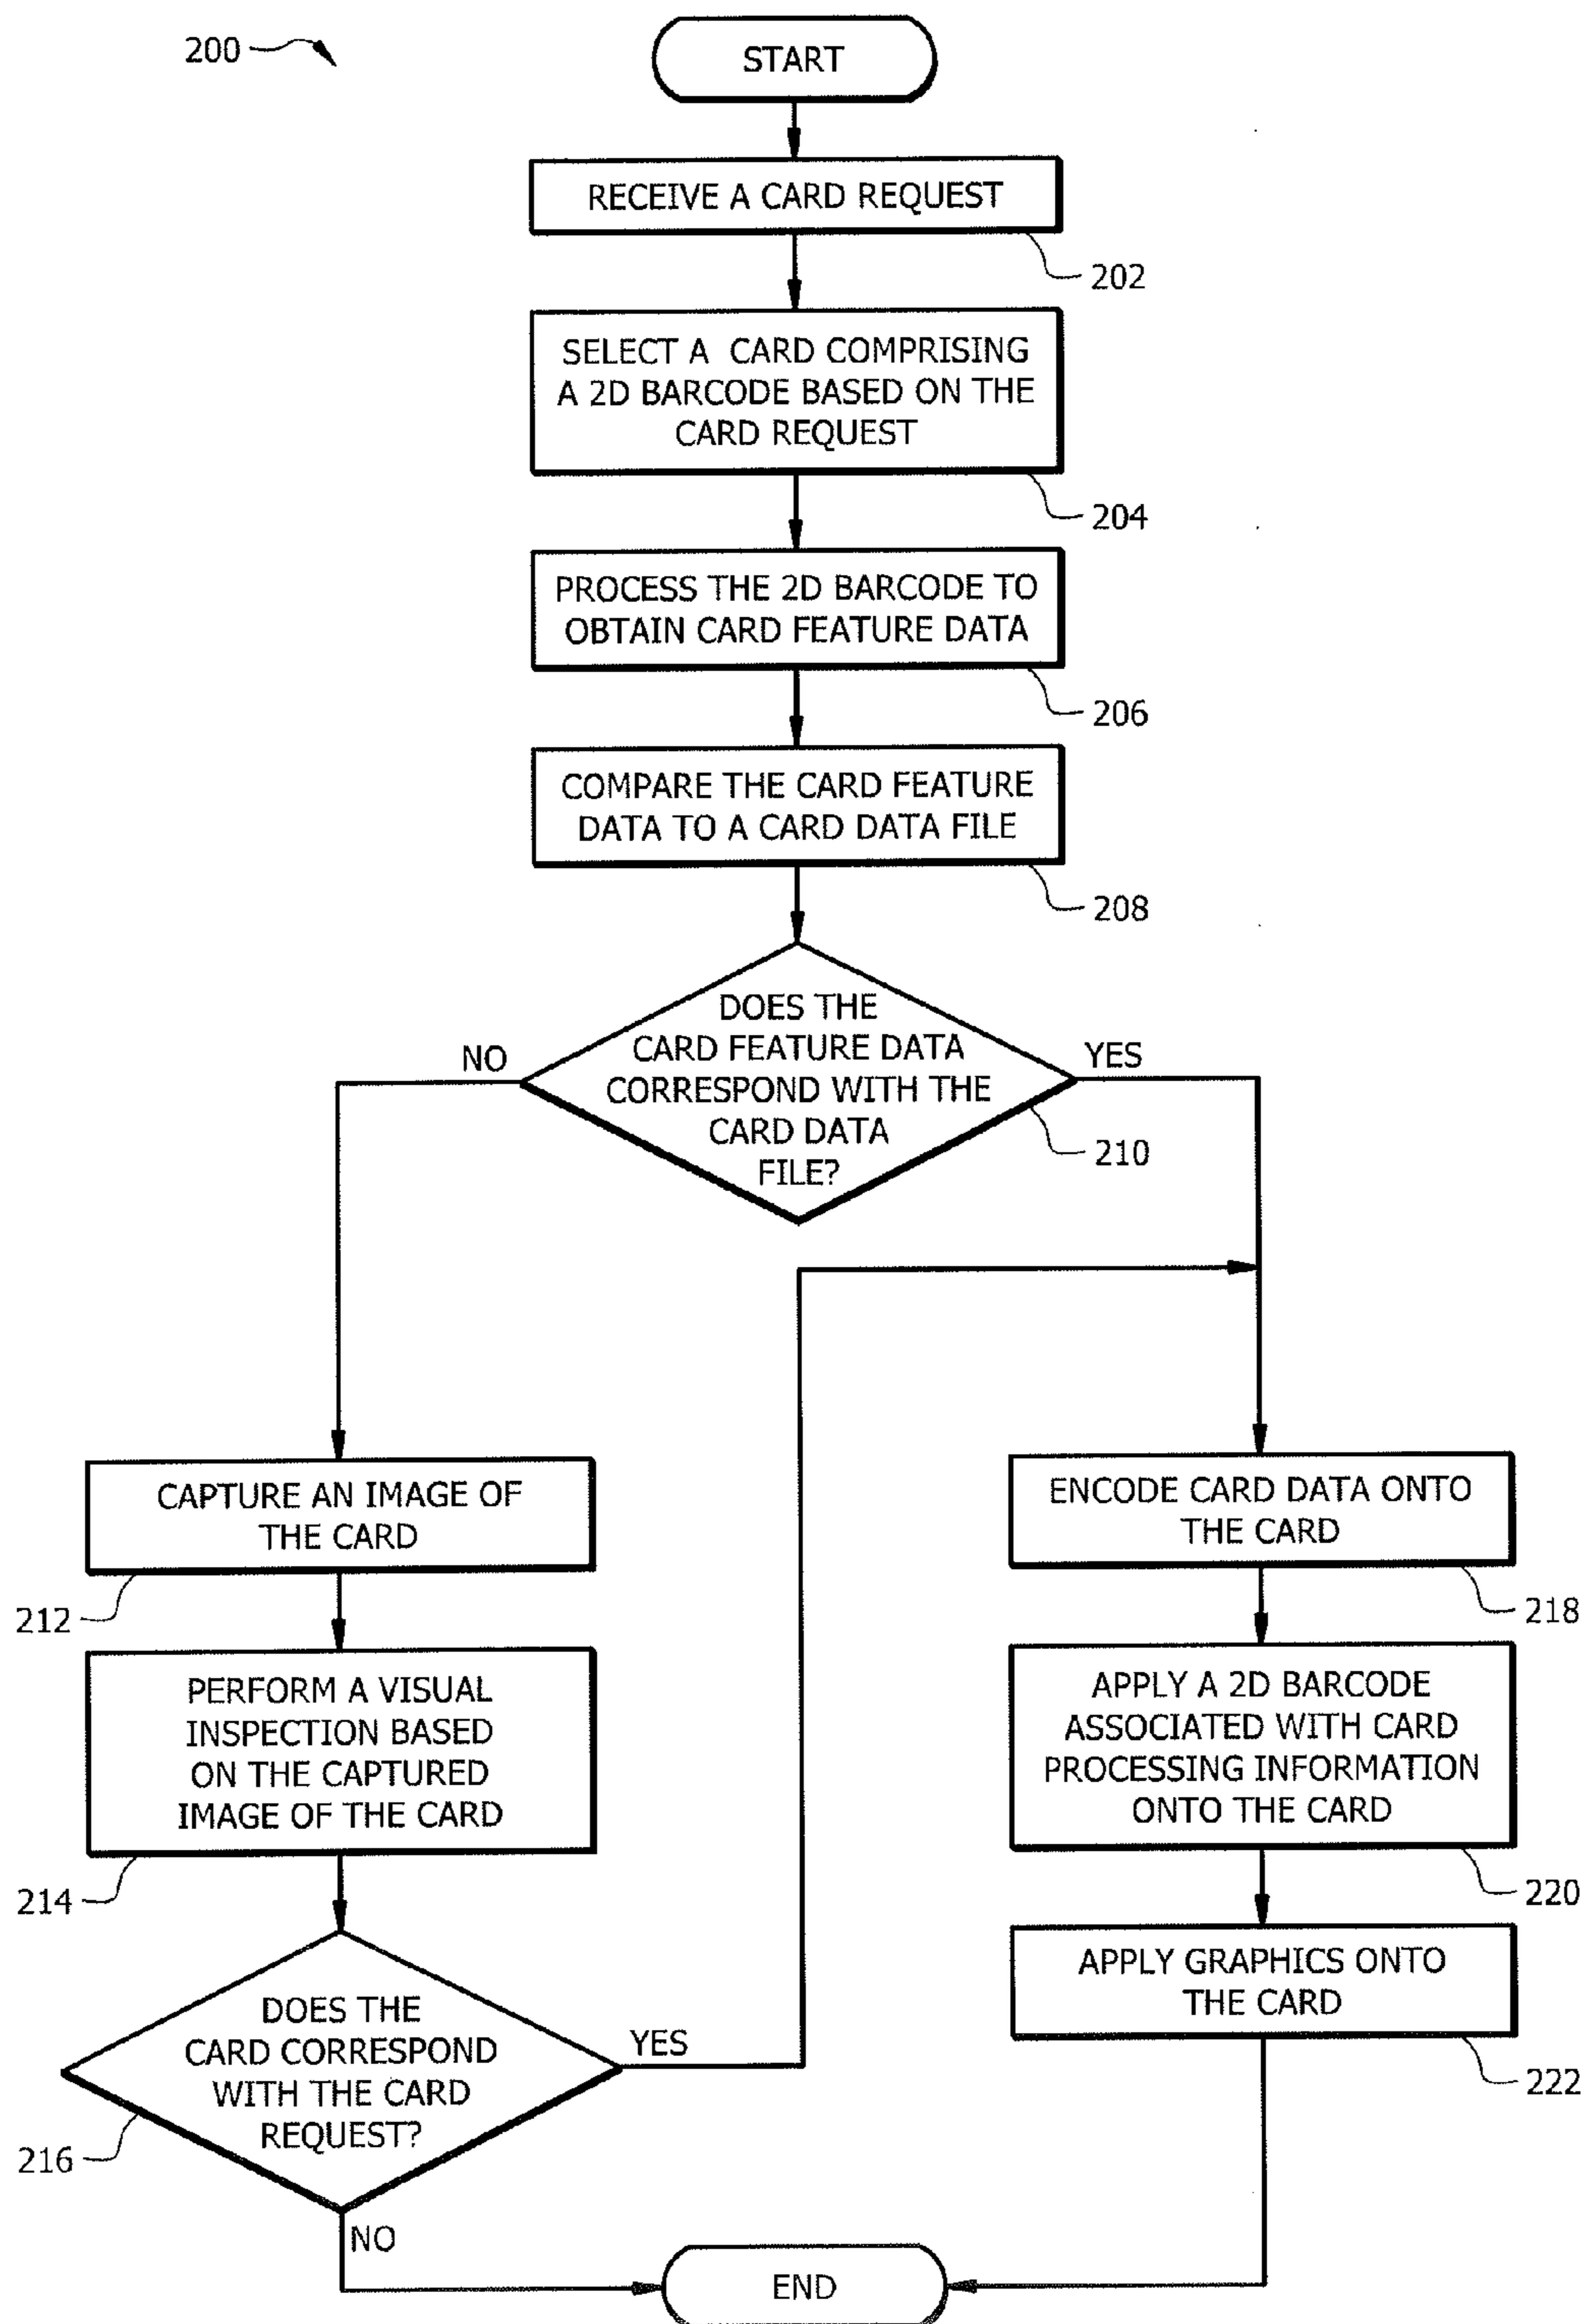 200
START
RECEIVE A CARD REQUEST
202
SELECT A CARD COMPRISING
A 2D BARCODE BASED ON THE
CARD REQUEST
204
PROCESS THE 2D BARCODE TO
OBTAIN CARD FEATURE DATA
206
COMPARE THE CARD FEATURE
DATA TO A CARD DATA FILE
208
DOES THE
CARD FEATURE DATA
CORRESPOND WITH THE
CARD DATA
FILE?
NO
YES
210
CAPTURE AN IMAGE OF
THE CARD
212
PERFORM A VISUAL
INSPECTION BASED
ON THE CAPTURED
IMAGE OF THE CARD
214
DOES THE
CARD CORRESPOND
WITH THE CARD
REQUEST?
YES
216
NO
ENCODE CARD DATA ONTO
THE CARD
218
APPLY A 2D BARCODE
ASSOCIATED WITH CARD
PROCESSING INFORMATION
ONTO THE CARD
220
APPLY GRAPHICS ONTO
THE CARD
222
END